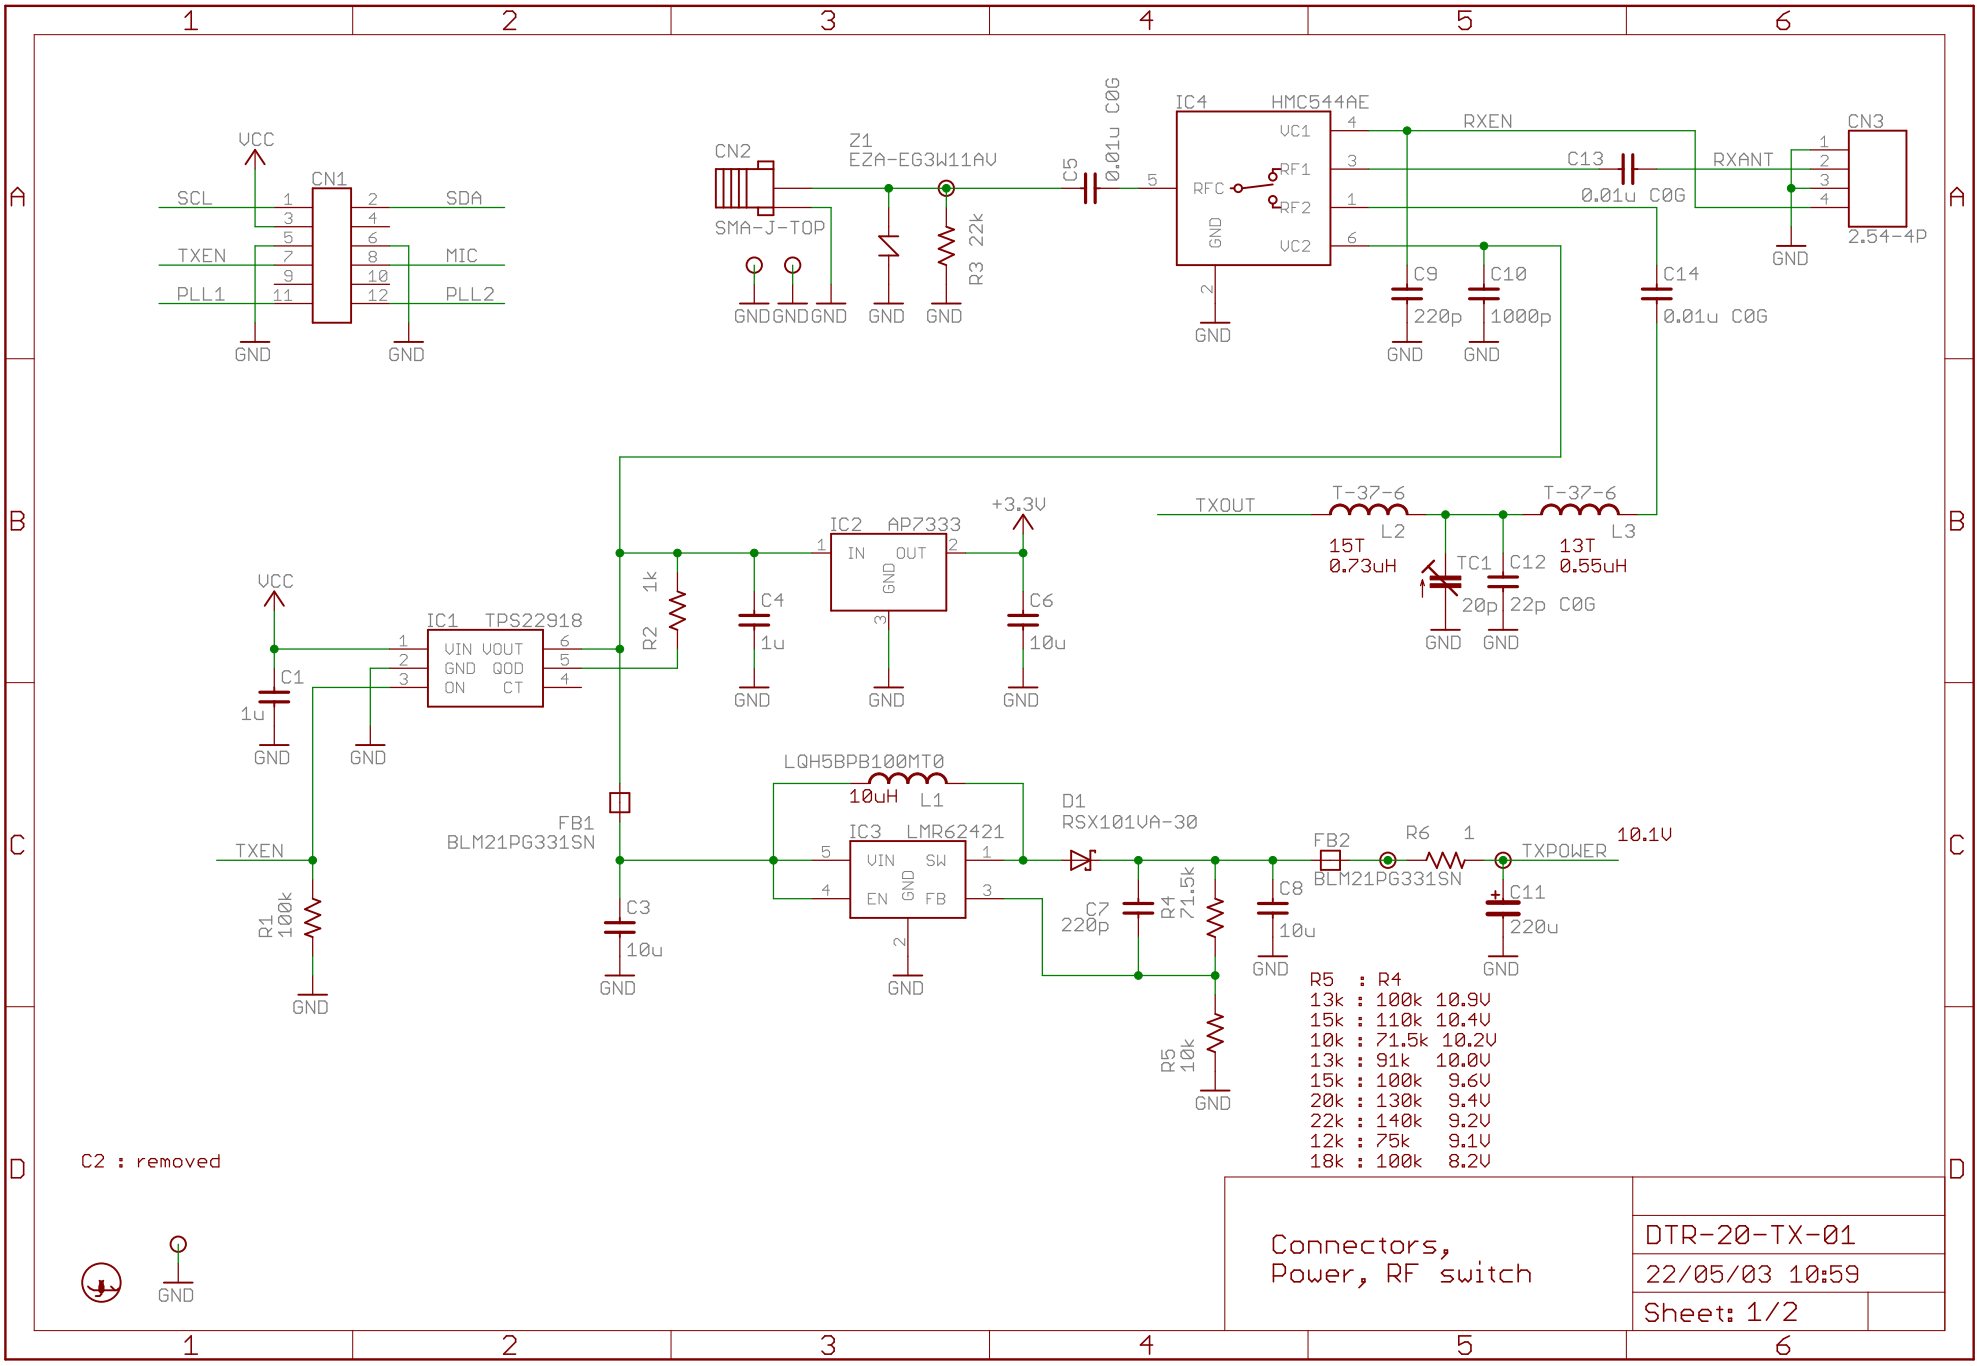 1 2 3 4 5 6
A A
B B
C C
D D
VCC
CN1
SCL 1 2 SDA
3 4
5 6
TXEN 7 8 MIC
9 10
PLL1 11 12 PLL2
GND GND
CN2
SMA-J-TOP
Z1
EZA-EG3W11AV
R3 22k
GND GND GND GND GND
C5
0.01u C0G
IC4 HMC544AE
VC1 4 RXEN
RF1 3
5 RFC
RF2 1
VC2 6
GND
2
GND
C13
0.01u C0G
RXANT
CN3
1
2
3
4
2.54-4P
GND
C9
220p
GND
C10
1000p
GND
C14
0.01u C0G
TXOUT
T-37-6
L2
15T
0.73uH
T-37-6
L3
13T
0.55uH
TC1
20p
GND
C12
22p C0G
GND
VCC
C1
1u
GND
IC1 TPS22918
1 VIN VOUT 6
2 GND QOD 5
3 ON CT 4
GND
R2 1k
C4
1u
GND
IC2 AP7333
1 IN OUT 2
GND
3
GND
+3.3V
C6
10u
GND
TXEN
R1
100k
GND
FB1
BLM21PG331SN
C3
10u
GND
LQH5BPB100MT0
10uH L1
IC3 LMR62421
5 VIN SW 1
4 EN FB 3
GND
2
GND
D1
RSX101VA-30
C7
220p
R4
71.5k
C8
10u
GND
R5
10k
GND
FB2
BLM21PG331SN
R6 1
TXPOWER
10.1V
+
C11
220u
GND
R5 : R4
13k : 100k 10.9V
15k : 110k 10.4V
10k : 71.5k 10.2V
13k : 91k 10.0V
15k : 100k 9.6V
20k : 130k 9.4V
22k : 140k 9.2V
12k : 75k 9.1V
18k : 100k 8.2V
C2 : removed
GND
Connectors,
Power, RF switch
DTR-20-TX-01
22/05/03 10:59
Sheet: 1/2
1 2 3 4 5 6